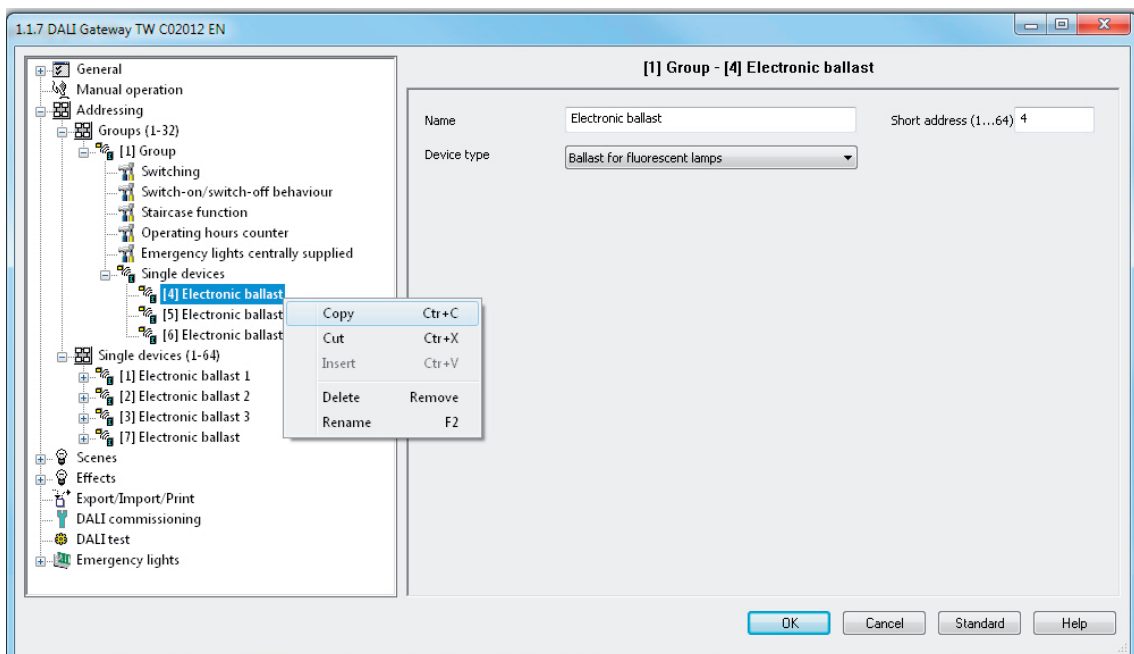 1.1.7 DALI Gateway TW C02012 EN
General
Manual operation
Addressing
Groups (1-32)
[1] Group
Switching
Switch-on/switch-off behaviour
Staircase function
Operating hours counter
Emergency lights centrally supplied
Single devices
[4] Electronic ballast
[5] Electronic ballast
[6] Electronic ballast
Single devices (1-64)
[1] Electronic ballast 1
[2] Electronic ballast 2
[3] Electronic ballast 3
[7] Electronic ballast
Scenes
Effects
Export/Import/Print
DALI commissioning
DALI test
Emergency lights
Copy Ctr+C
Cut Ctr+X
Insert Ctr+V
Delete Remove
Rename F2
[1] Group - [4] Electronic ballast
Name Electronic ballast Short address (1...64) 4
Device type Ballast for fluorescent lamps
OK Cancel Standard Help